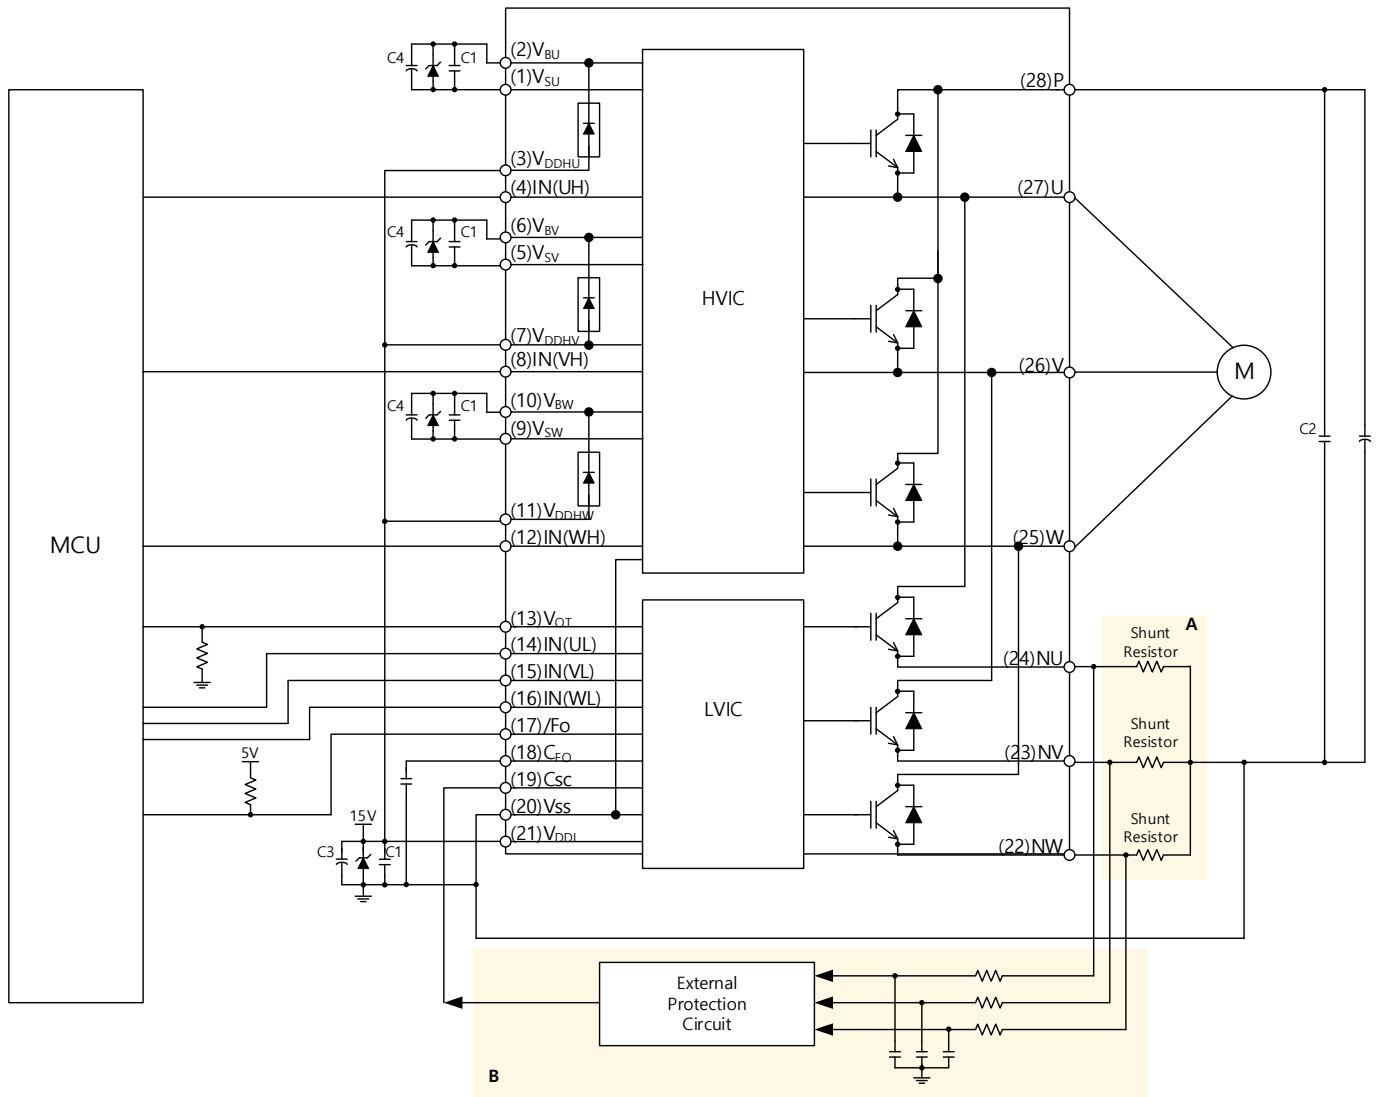 C4
C1
(2)VBU
(1)VSU
(28)P
(3)VDDHU
(4)IN(UH)
(27)U
C4
C1
(6)VBV
(5)VSV
HVIC
(7)VDDHV
(8)IN(VH)
(26)V
M
C4
C1
(10)VBW
(9)VSW
C2
(11)VDDHW
(12)IN(WH)
(25)W
MCU
(13)VOT
(14)IN(UL)
(15)IN(VL)
(16)IN(WL)
(17)/Fo
(18)CFO
(19)Csc
(20)Vss
(21)VDDL
LVIC
(24)NU
(23)NV
(22)NW
A
Shunt
Resistor
Shunt
Resistor
Shunt
Resistor
5V
15V
C3
C1
External
Protection
Circuit
B